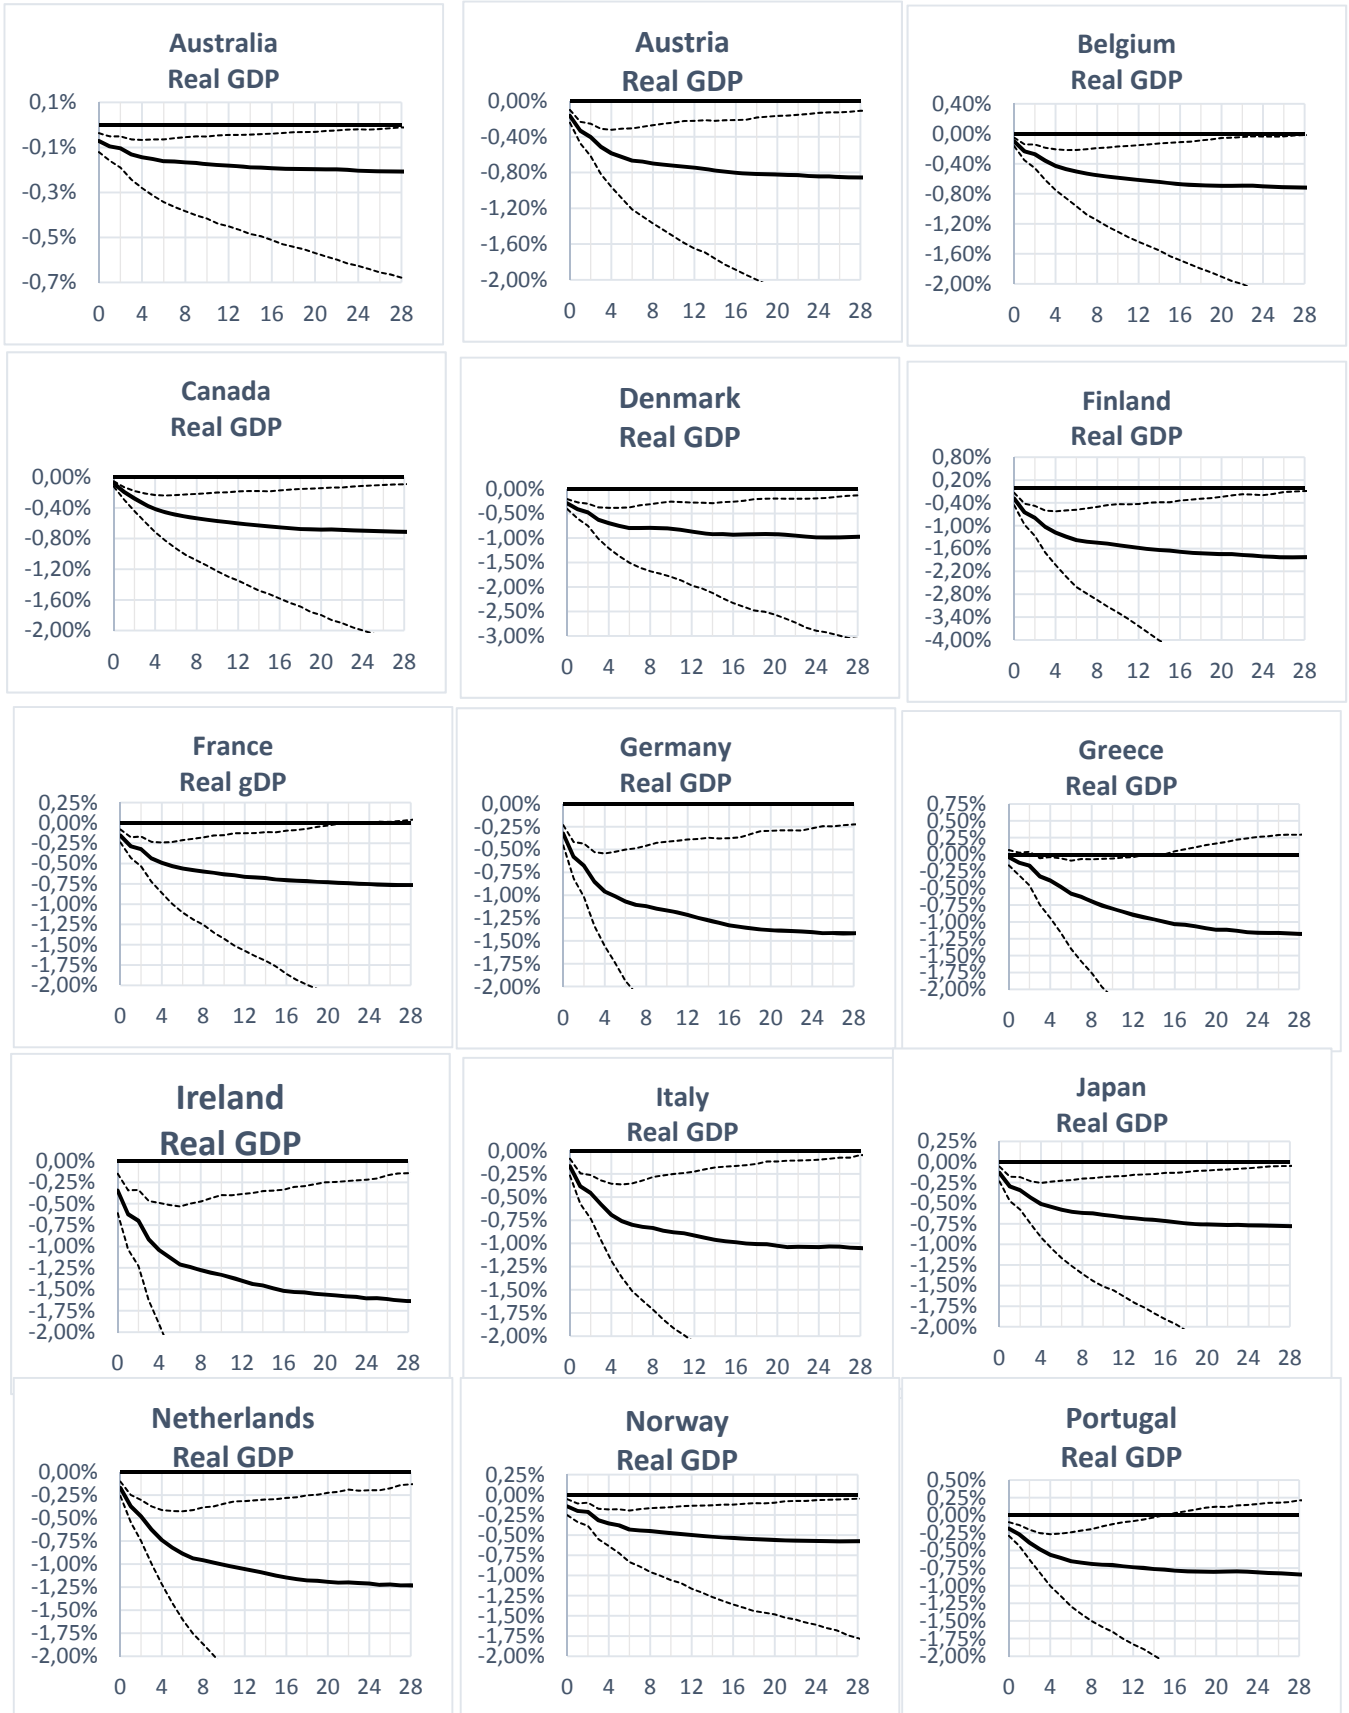 Australia
Real GDP
0,1%
-0,1%
-0,3%
-0,5%
-0,7%
0 4 8 12 16 20 24 28
Austria
Real GDP
0,00%
-0,40%
-0,80%
-1,20%
-1,60%
-2,00%
0 4 8 12 16 20 24 28
Belgium
Real GDP
0,40%
0,00%
-0,40%
-0,80%
-1,20%
-1,60%
-2,00%
0 4 8 12 16 20 24 28
Canada
Real GDP
0,00%
-0,40%
-0,80%
-1,20%
-1,60%
-2,00%
0 4 8 12 16 20 24 28
Denmark
Real GDP
0,00%
-0,50%
-1,00%
-1,50%
-2,00%
-2,50%
-3,00%
0 4 8 12 16 20 24 28
Finland
Real GDP
0,80%
0,20%
-0,40%
-1,00%
-1,60%
-2,20%
-2,80%
-3,40%
-4,00%
0 4 8 12 16 20 24 28
France
Real gDP
0,25%
0,00%
-0,25%
-0,50%
-0,75%
-1,00%
-1,25%
-1,50%
-1,75%
-2,00%
0 4 8 12 16 20 24 28
Germany
Real GDP
0,00%
-0,25%
-0,50%
-0,75%
-1,00%
-1,25%
-1,50%
-1,75%
-2,00%
0 4 8 12 16 20 24 28
Greece
Real GDP
0,75%
0,50%
0,25%
0,00%
-0,25%
-0,50%
-0,75%
-1,00%
-1,25%
-1,50%
-1,75%
-2,00%
0 4 8 12 16 20 24 28
Ireland
Real GDP
0,00%
-0,25%
-0,50%
-0,75%
-1,00%
-1,25%
-1,50%
-1,75%
-2,00%
0 4 8 12 16 20 24 28
Italy
Real GDP
0,00%
-0,25%
-0,50%
-0,75%
-1,00%
-1,25%
-1,50%
-1,75%
-2,00%
0 4 8 12 16 20 24 28
Japan
Real GDP
0,25%
0,00%
-0,25%
-0,50%
-0,75%
-1,00%
-1,25%
-1,50%
-1,75%
-2,00%
0 4 8 12 16 20 24 28
Netherlands
Real GDP
0,00%
-0,25%
-0,50%
-0,75%
-1,00%
-1,25%
-1,50%
-1,75%
-2,00%
0 4 8 12 16 20 24 28
Norway
Real GDP
0,25%
0,00%
-0,25%
-0,50%
-0,75%
-1,00%
-1,25%
-1,50%
-1,75%
-2,00%
0 4 8 12 16 20 24 28
Portugal
Real GDP
0,50%
0,25%
0,00%
-0,25%
-0,50%
-0,75%
-1,00%
-1,25%
-1,50%
-1,75%
-2,00%
0 4 8 12 16 20 24 28